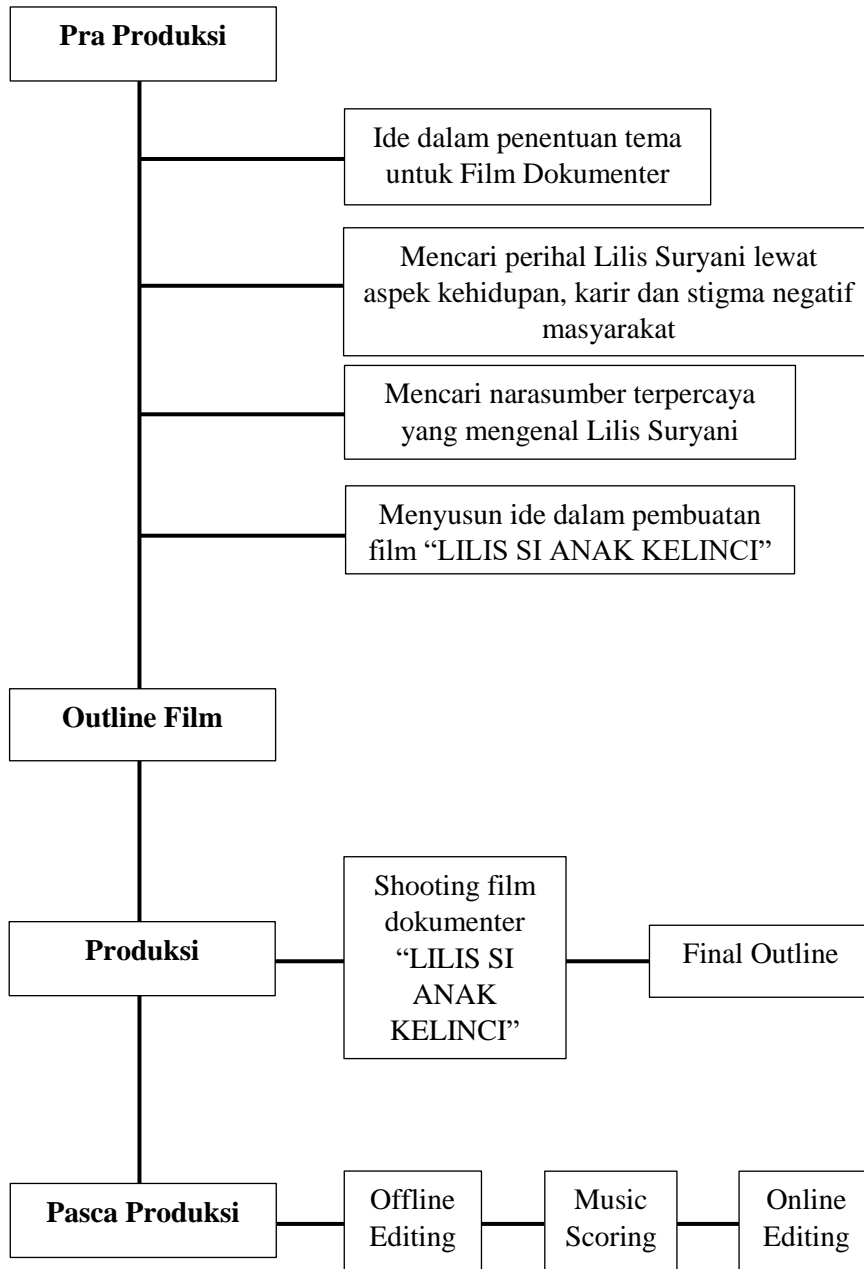 Pra Produksi
Ide dalam penentuan tema
untuk Film Dokumenter
Mencari perihal Lilis Suryani lewat
aspek kehidupan, karir dan stigma negatif
masyarakat
Mencari narasumber terpercaya
yang mengenal Lilis Suryani
Menyusun ide dalam pembuatan
film “LILIS SI ANAK KELINCI”
Outline Film
Produksi
Shooting film
dokumenter
“LILIS SI
ANAK
KELINCI”
Final Outline
Pasca Produksi
Offline
Editing
Music
Scoring
Online
Editing